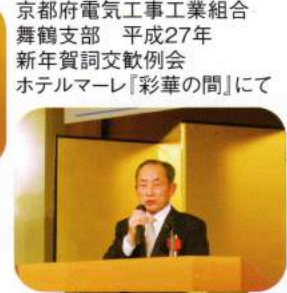 京都府電気工事工業組合
舞鶴支部　平成27年
新年賀詞交歓例会
ホテルマーレ『彩華の間』にて